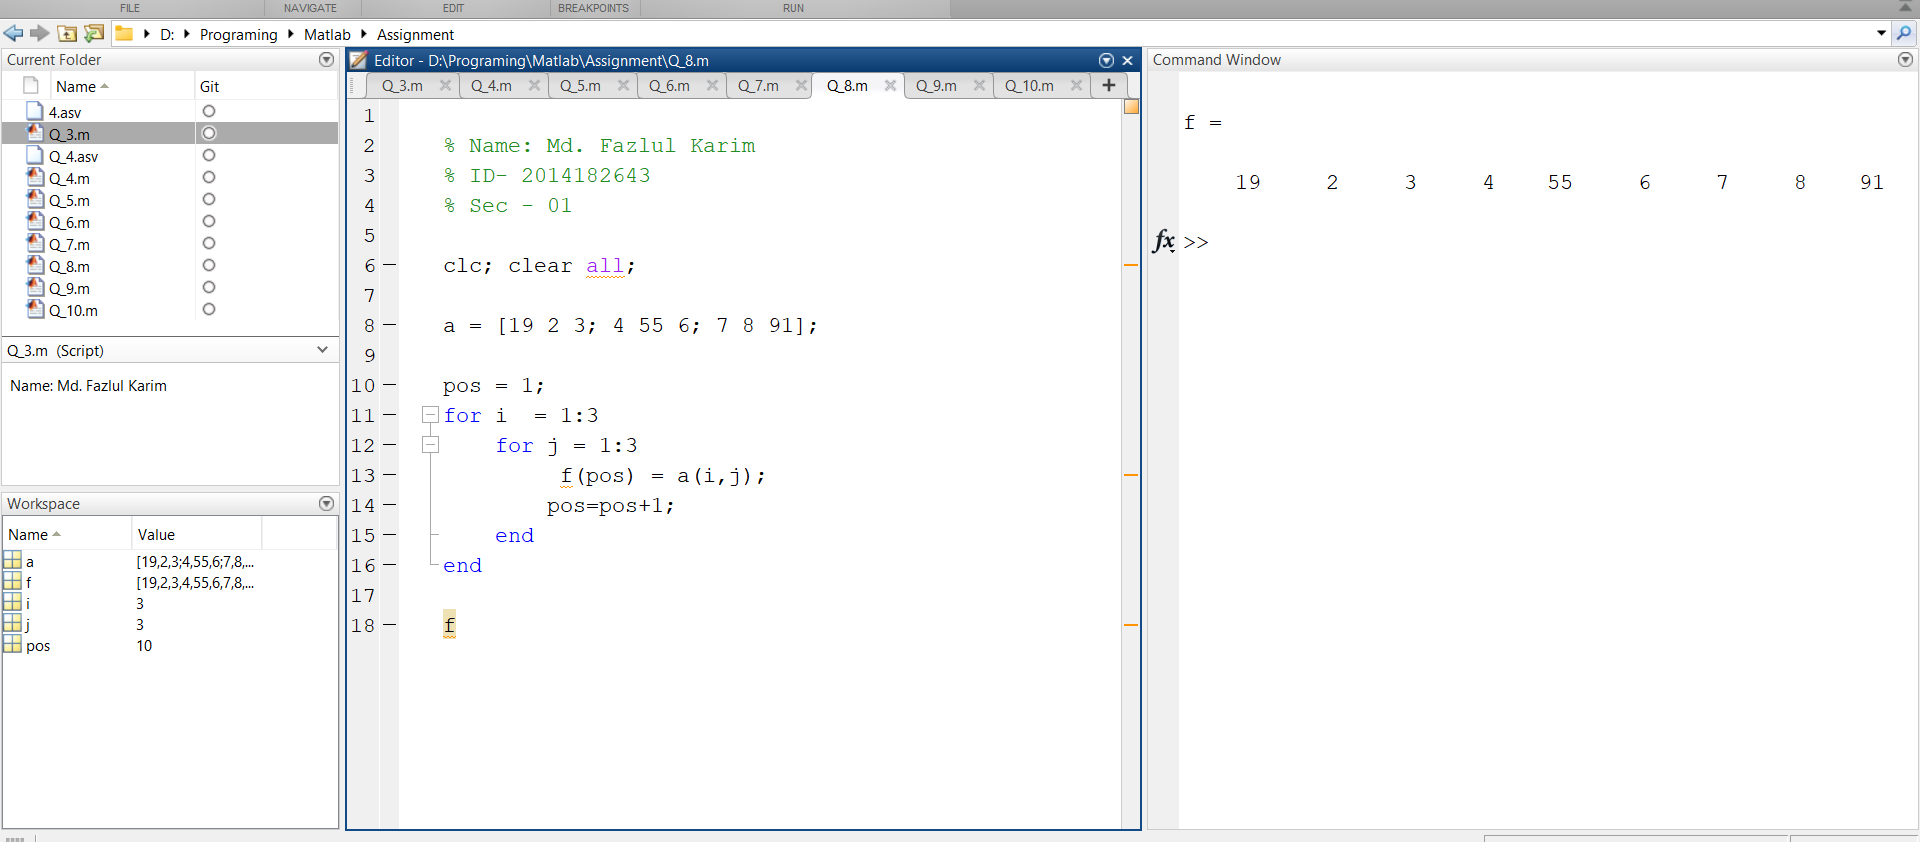 FILE NAVIGATE EDIT BREAKPOINTS RUN
D: Programing Matlab Assignment
Current Folder
Name Git
4.asv
Q_3.m
Q_4.asv
Q_4.m
Q_5.m
Q_6.m
Q_7.m
Q_8.m
Q_9.m
Q_10.m
Q_3.m (Script)
Name: Md. Fazlul Karim
Workspace
Name Value
a [19,2,3;4,55,6;7,8,...
f [19,2,3,4,55,6,7,8,...
i 3
j 3
pos 10
Editor - D:\Programing\Matlab\Assignment\Q_8.m
Q_3.m Q_4.m Q_5.m Q_6.m Q_7.m Q_8.m Q_9.m Q_10.m +
1
2 % Name: Md. Fazlul Karim
3 % ID- 2014182643
4 % Sec - 01
5
6 – clc; clear all;
7
8 – a = [19 2 3; 4 55 6; 7 8 91];
9
10 – pos = 1;
11 – for i  = 1:3
12 – for j = 1:3
13 – f(pos) = a(i,j);
14 – pos=pos+1;
15 – end
16 – end
17
18 – f
Command Window
f =
19 2 3 4 55 6 7 8 91
fx >>